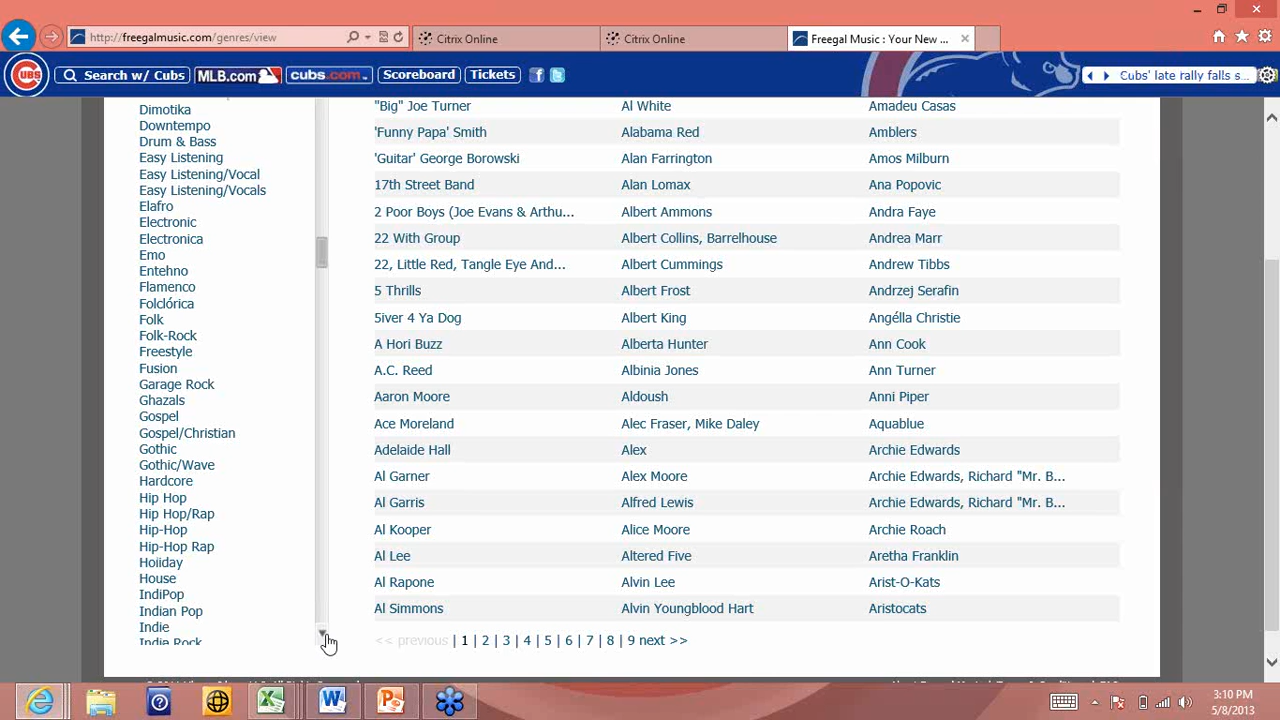 http://freegalmusic.com/genres/view
Citrix Online
Citrix Online
Freegal Music : Your New ...
CUBS
Search w/ Cubs
MLB.com
cubs.com
Scoreboard
Tickets
Cubs' late rally falls s...
Dimotika
Downtempo
Drum & Bass
Easy Listening
Easy Listening/Vocal
Easy Listening/Vocals
Elafro
Electronic
Electronica
Emo
Entehno
Flamenco
Folclórica
Folk
Folk-Rock
Freestyle
Fusion
Garage Rock
Ghazals
Gospel
Gospel/Christian
Gothic
Gothic/Wave
Hardcore
Hip Hop
Hip Hop/Rap
Hip-Hop
Hip-Hop Rap
Hoiiday
House
IndiPop
Indian Pop
Indie
Indie Rock
"Big" Joe Turner
'Funny Papa' Smith
'Guitar' George Borowski
17th Street Band
2 Poor Boys (Joe Evans & Arthu...
22 With Group
22, Little Red, Tangle Eye And...
5 Thrills
5iver 4 Ya Dog
A Hori Buzz
A.C. Reed
Aaron Moore
Ace Moreland
Adelaide Hall
Al Garner
Al Garris
Al Kooper
Al Lee
Al Rapone
Al Simmons
Al White
Alabama Red
Alan Farrington
Alan Lomax
Albert Ammons
Albert Collins, Barrelhouse
Albert Cummings
Albert Frost
Albert King
Alberta Hunter
Albinia Jones
Aldoush
Alec Fraser, Mike Daley
Alex
Alex Moore
Alfred Lewis
Alice Moore
Altered Five
Alvin Lee
Alvin Youngblood Hart
Amadeu Casas
Amblers
Amos Milburn
Ana Popovic
Andra Faye
Andrea Marr
Andrew Tibbs
Andrzej Serafin
Angélla Christie
Ann Cook
Ann Turner
Anni Piper
Aquablue
Archie Edwards
Archie Edwards, Richard "Mr. B...
Archie Edwards, Richard "Mr. B...
Archie Roach
Aretha Franklin
Arist-O-Kats
Aristocats
<< previous | 1 | 2 | 3 | 4 | 5 | 6 | 7 | 8 | 9 next >>
3:10 PM
5/8/2013